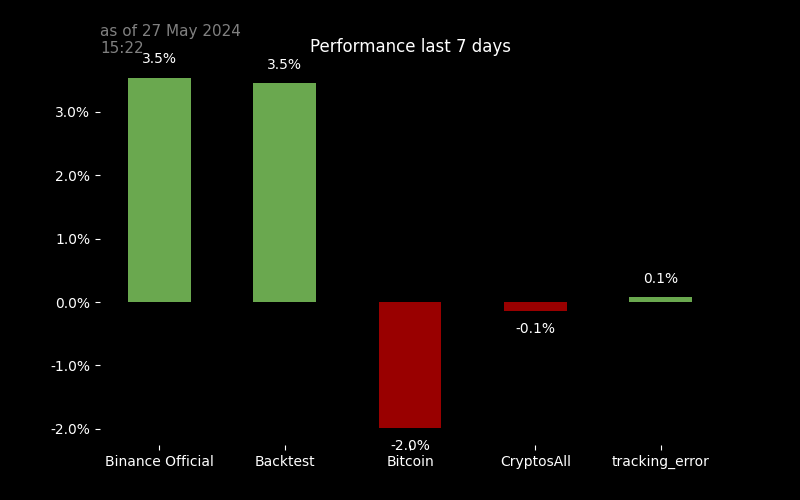 as of 27 May 2024
15:22
Performance last 7 days
3.5%
3.5%
3.0%
2.0%
1.0%
0.1%
0.0%
-0.1%
-1.0%
-2.0%
-2.0%
Binance Official
Backtest
Bitcoin
CryptosAll
tracking_error